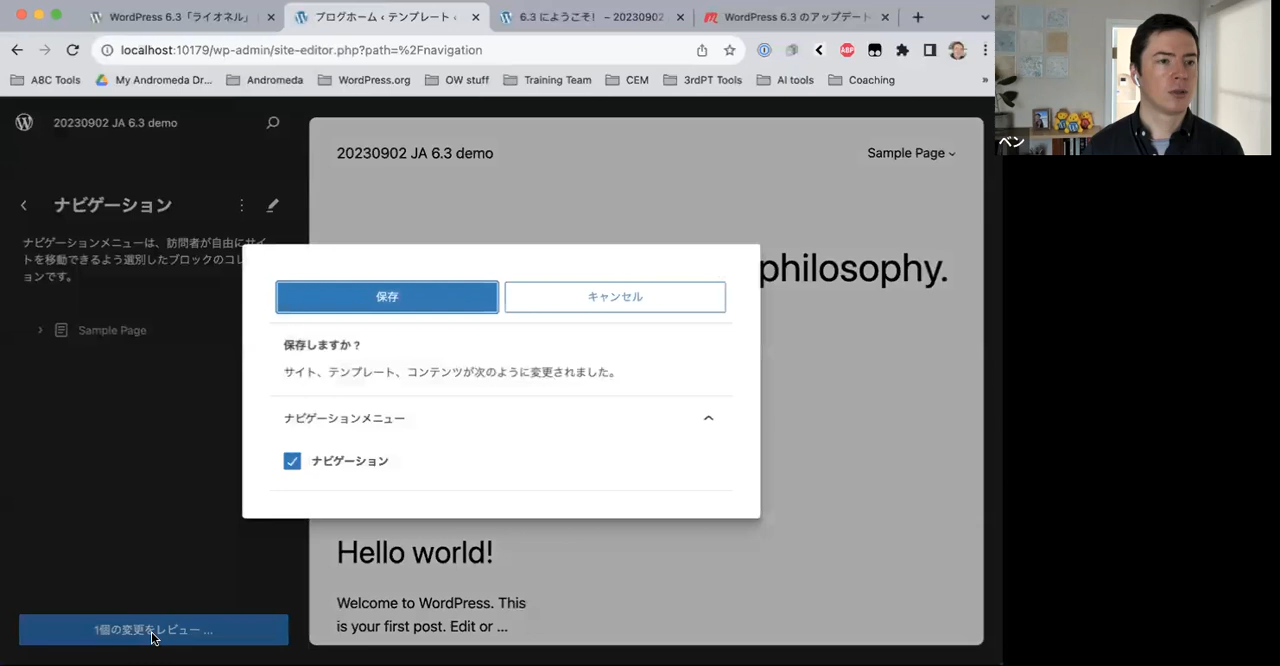 WordPress 6.3「ライオネル」
ブログホーム ‹ テンプレート ‹
6.3 にようこそ! – 20230902
WordPress 6.3 のアップデート
localhost:10179/wp-admin/site-editor.php?path=%2Fnavigation
ABP
A8C Tools
My Andromeda Dr...
Andromeda
WordPress.org
OW stuff
Training Team
CEM
3rdPT Tools
AI tools
Coaching
»
ベン
20230902 JA 6.3 demo
ナビゲーション
ナビゲーションメニューは、訪問者が自由にサイ
トを移動できるよう選別したブロックのコレ
ョンです。
Sample Page
1個の変更をレビュー ...
20230902 JA 6.3 demo
Sample Page
philosophy.
保存
キャンセル
保存しますか ?
サイト、テンプレート、コンテンツが次のように変更されました。
ナビゲーションメニュー
ナビゲーション
Hello world!
Welcome to WordPress. This
is your first post. Edit or ...